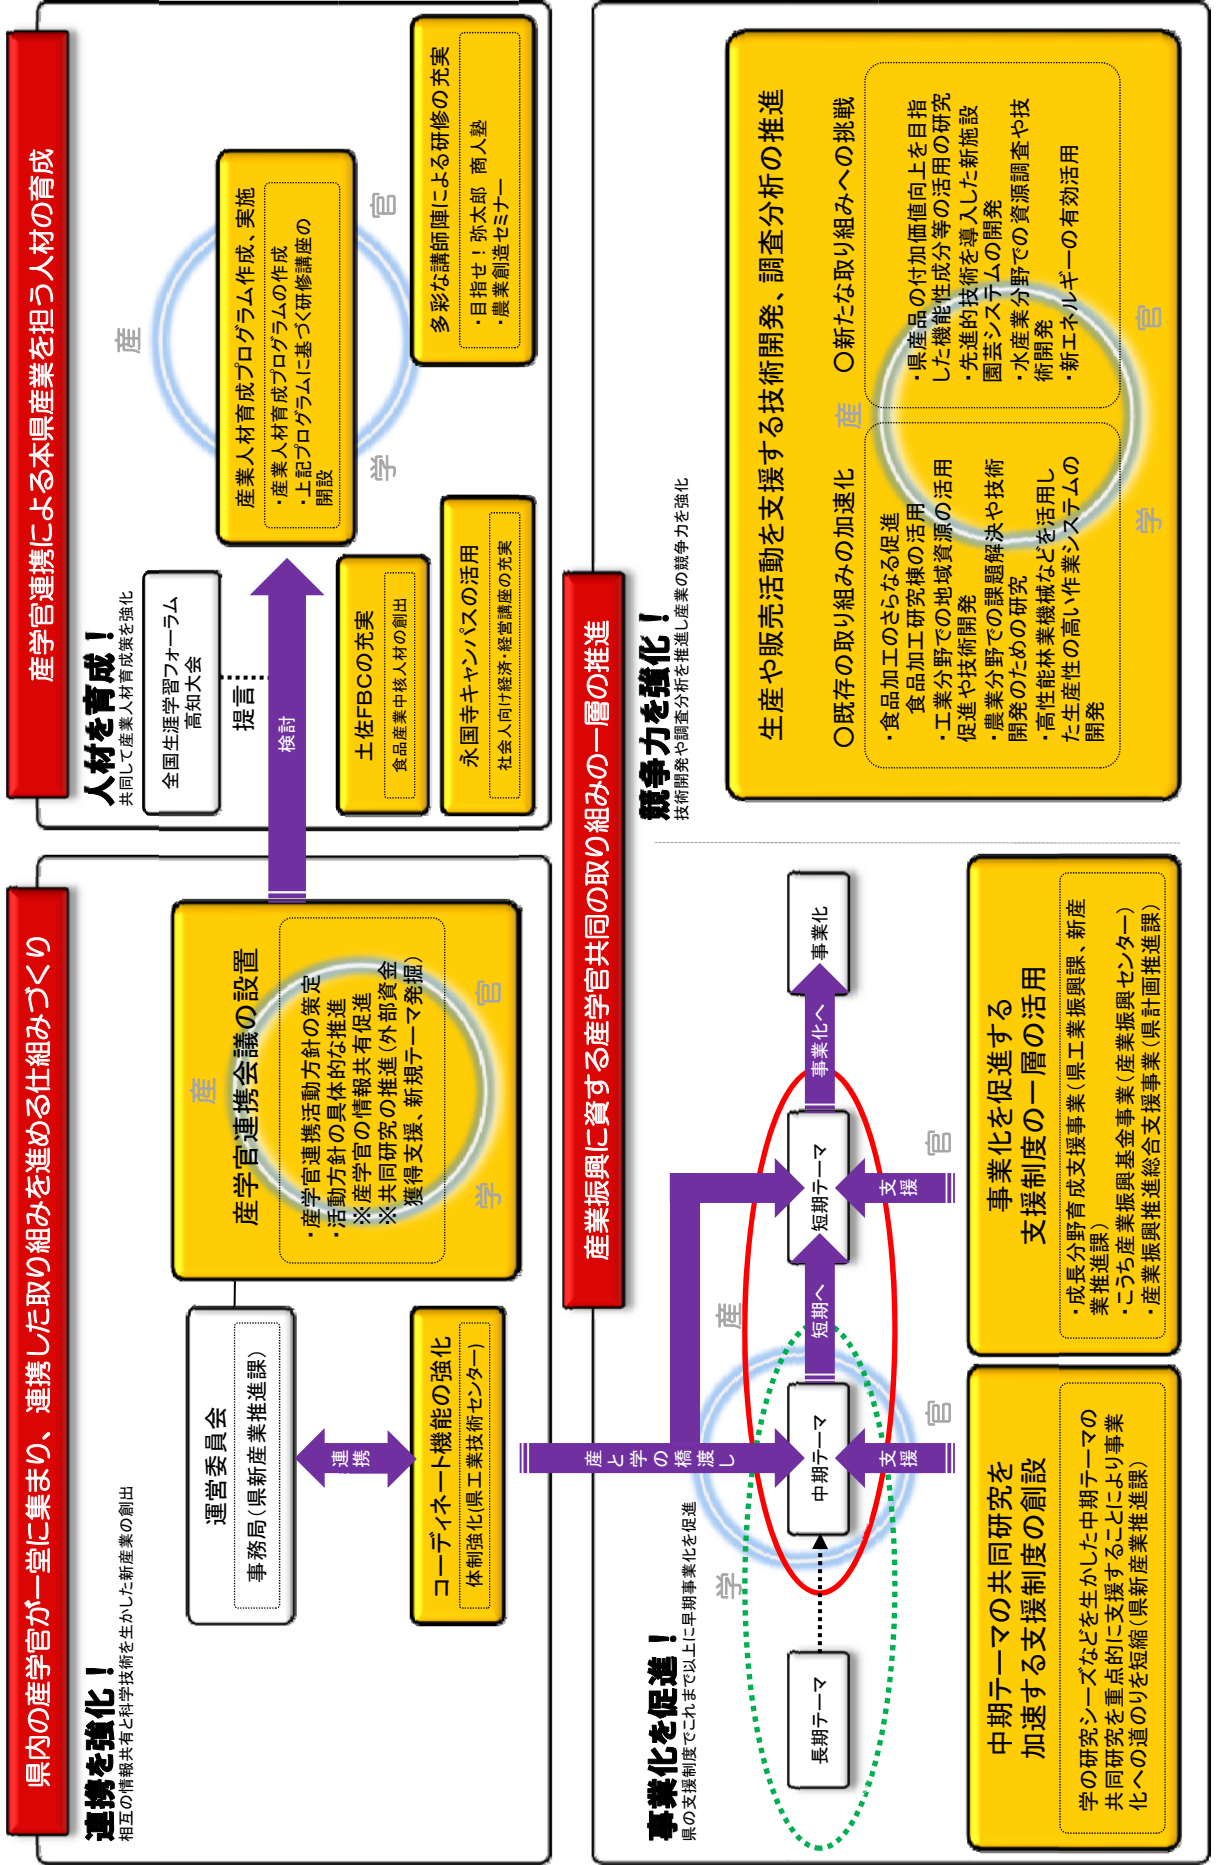 県内の産学官が一堂に集まり、連携した取り組みを進める仕組みづくり
連携を強化！
相互の情報共有と科学技術を生かした新産業の創出
運営委員会
事務局(県新産業推進課)
連携
コーディネート機能の強化
体制強化(県工業技術センター)
産
学
官
産学官連携会議の設置
・産学官連携活動方針の策定
・活動方針の具体的な推進
※産学官の情報共有促進
※共同研究の推進(外部資金
獲得支援、新規テーマ発掘)
産学官連携による本県産業を担う人材の育成
人材を育成！
共同して産業人材育成策を強化
全国生涯学習フォーラム
高知大会
提言
検討
土佐FBCの充実
食品産業中核人材の創出
永国寺キャンパスの活用
社会人向け経済・経営講座の充実
産
学
官
産業人材育成プログラム作成、実施
・産業人材育成プログラムの作成
・上記プログラムに基づく研修講座の
開設
多彩な講師陣による研修の充実
・目指せ！弥太郎　商人塾
・農業創造セミナー
産業振興に資する産学官共同の取り組みの一層の推進
事業化を促進！
県の支援制度でこれまで以上に早期事業化を促進
産と学の橋渡し
学
産
官
官
長期テーマ
中期テーマ
短期へ
短期テーマ
事業化へ
事業化
支援
支援
中期テーマの共同研究を
加速する支援制度の創設
学の研究シーズなどを生かした中期テーマの
共同研究を重点的に支援することにより事業
化への道のりを短縮(県新産業推進課)
事業化を促進する
支援制度の一層の活用
・成長分野育成支援事業(県工業振興課、新産
業推進課)
・こうち産業振興基金事業(産業振興センター)
・産業振興推進総合支援事業(県計画推進課)
競争力を強化！
技術開発や調査分析を推進し産業の競争力を強化
生産や販売活動を支援する技術開発、調査分析の推進
産
学
官
○既存の取り組みの加速化
・食品加工のさらなる促進
食品加工研究棟の活用
・工業分野での地域資源の活用
促進や技術開発
・農業分野での課題解決や技術
開発のための研究
・高性能林業機械などを活用し
た生産性の高い作業システムの
開発
○新たな取り組みへの挑戦
・県産品の付加価値向上を目指
した機能性成分等の活用の研究
・先進的技術を導入した新施設
園芸システムの開発
・水産業分野での資源調査や技
術開発
・新エネルギーの有効活用